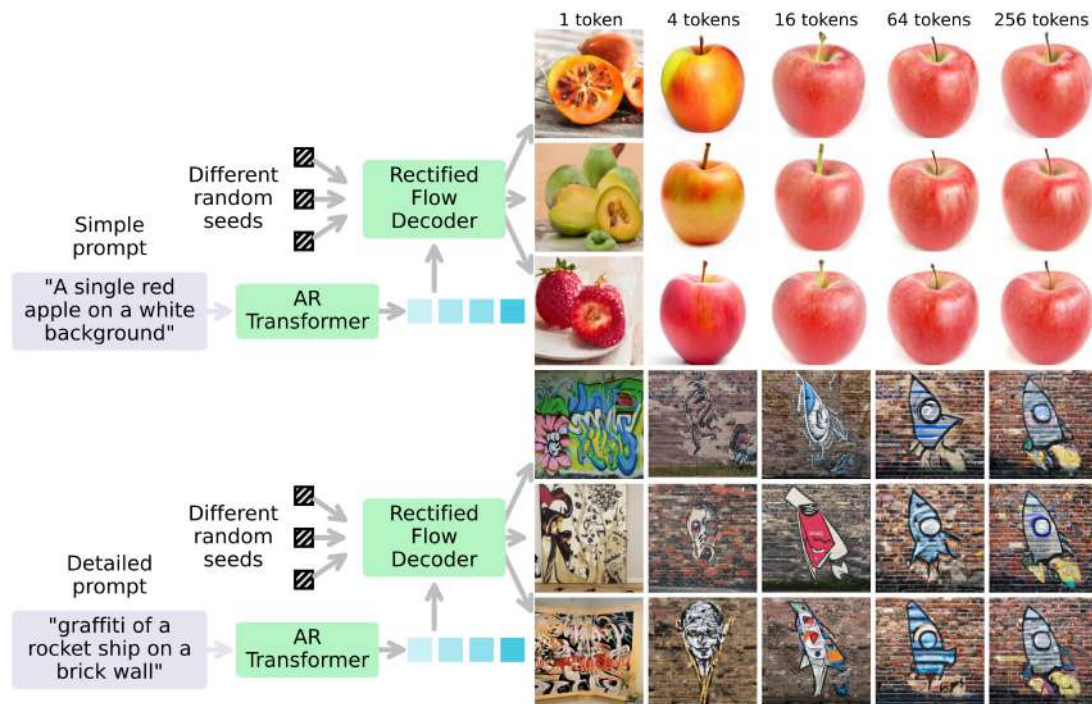 1 token 4 tokens 16 tokens 64 tokens 256 tokens
Different
random
seeds
Rectified
Flow
Decoder
Simple
prompt
"A single red
apple on a white
background"
AR
Transformer
Different
random
seeds
Rectified
Flow
Decoder
Detailed
prompt
"graffiti of a
rocket ship on a
brick wall"
AR
Transformer